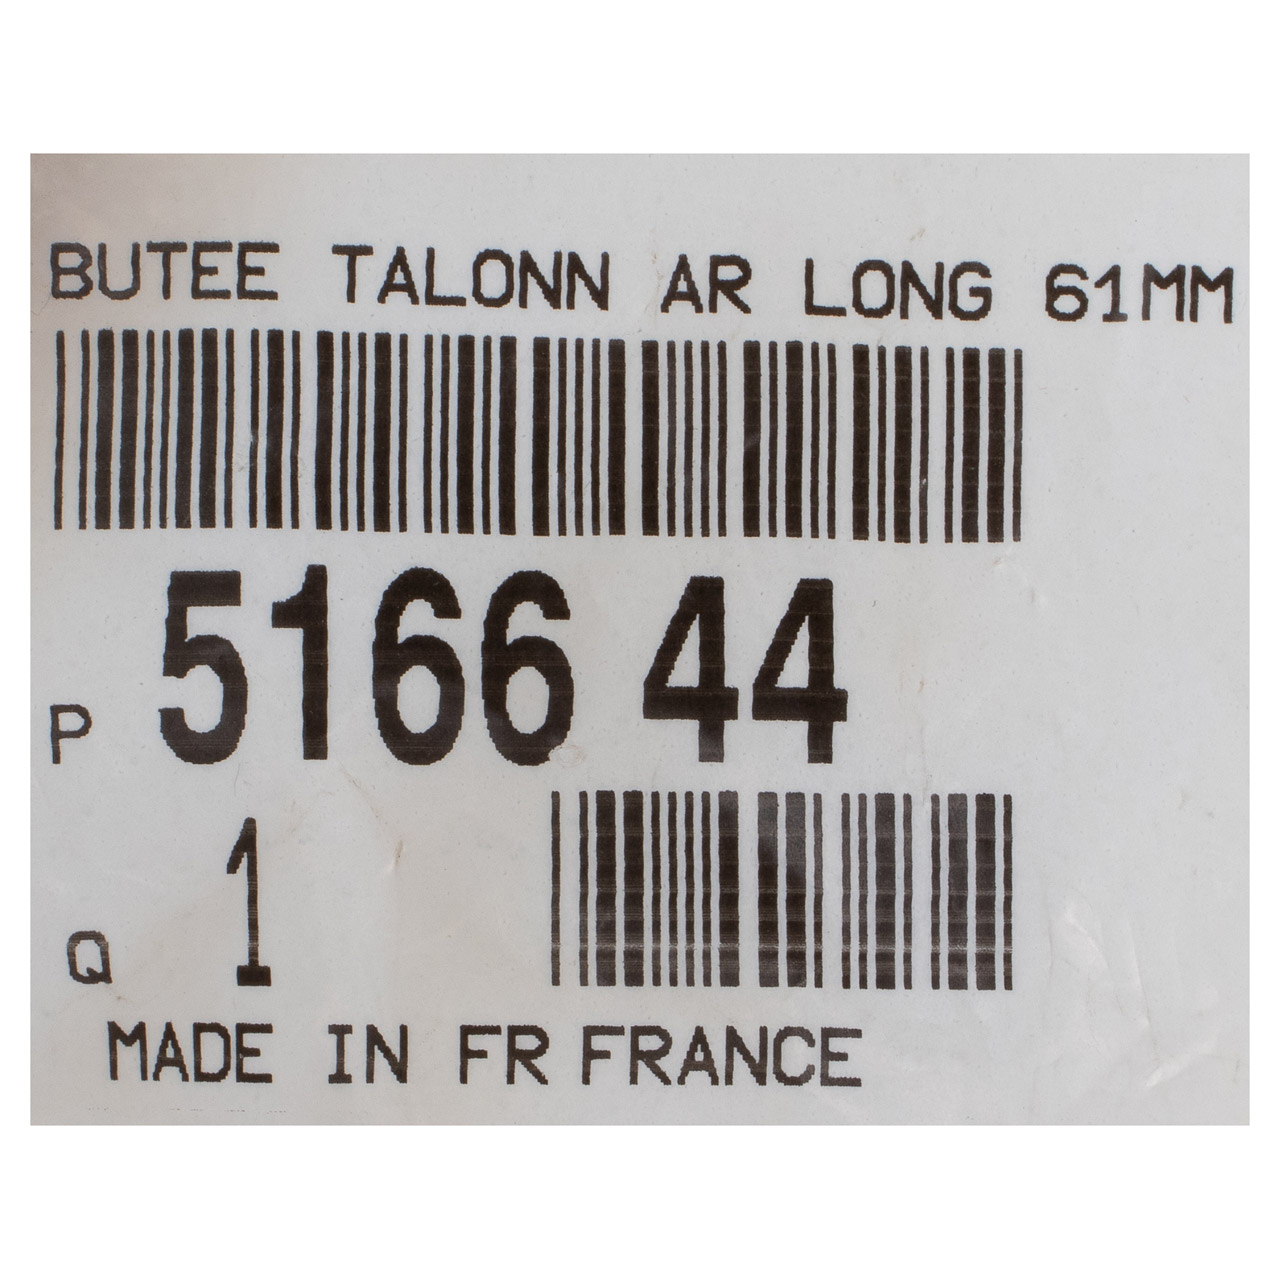 BUTEE TALONN AR LONG 61MM
P 5166 44
Q 1
MADE IN FR FRANCE